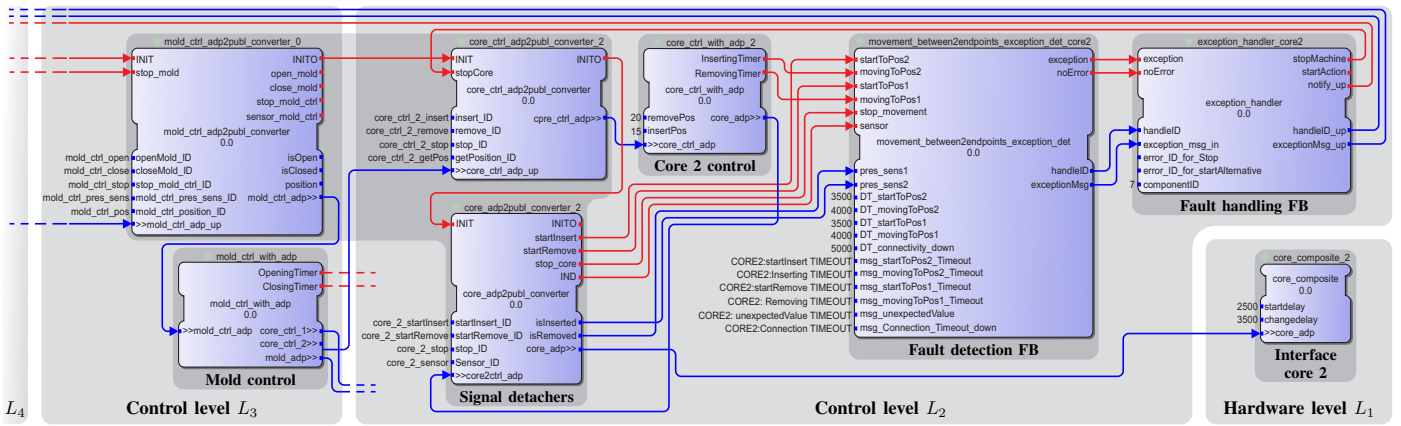 mold_ctrl_adp2publ_converter_0
INIT
stop_mold
INITO
open_mold
close_mold
stop_mold_ctrl
sensor_mold_ctrl
mold_ctrl_adp2publ_converter
0.0
mold_ctrl_open
openMold_ID
mold_ctrl_close
closeMold_ID
mold_ctrl_stop
stop_mold_ctrl_ID
mold_ctrl_pres_sens
mold_ctrl_pres_sens_ID
mold_ctrl_pos
mold_ctrl_position_ID
>>mold_ctrl_adp_up
isOpen
isClosed
position
mold_ctrl_adp>>
mold_ctrl_with_adp
OpeningTimer
ClosingTimer
mold_ctrl_with_adp
0.0
>>mold_ctrl_adp
core_ctrl_1>>
core_ctrl_2>>
mold_adp>>
Mold control
core_ctrl_adp2publ_converter_2
INIT
stopCore
INITO
core_ctrl_adp2publ_converter
0.0
core_ctrl_2_insert
insert_ID
core_ctrl_2_remove
remove_ID
core_ctrl_2_stop
stop_ID
core_ctrl_2_getPos
getPosition_ID
>>core_ctrl_adp_up
cpre_ctrl_adp>>
core_ctrl_with_adp_2
InsertingTimer
RemovingTimer
core_ctrl_with_adp
0.0
20
removePos
15
insertPos
>>core_ctrl_adp
core_adp>>
Core 2 control
core_adp2publ_converter_2
INIT
INITO
startInsert
startRemove
stop_core
IND
core_adp2publ_converter
0.0
core_2_startInsert
startInsert_ID
core_2_startRemove
startRemove_ID
core_2_stop
stop_ID
core_2_sensor
Sensor_ID
>>core2ctrl_adp
isInserted
isRemoved
core_adp>>
Signal detachers
movement_between2endpoints_exception_det_core2
startToPos2
movingToPos2
startToPos1
movingToPos1
stop_movement
sensor
exception
noError
movement_between2endpoints_exception_det
0.0
pres_sens1
pres_sens2
3500
DT_startToPos2
4000
DT_movingToPos2
3500
DT_startToPos1
4000
DT_movingToPos1
5000
DT_connectivity_down
CORE2:startInsert TIMEOUT
msg_startToPos2_Timeout
CORE2:Inserting TIMEOUT
msg_movingToPos2_Timeout
CORE2:startRemove TIMEOUT
msg_startToPos1_Timeout
CORE2: Removing TIMEOUT
msg_movingToPos1_Timeout
CORE2: unexpectedValue TIMEOUT
msg_unexpectedValue
CORE2:Connection TIMEOUT
msg_Connection_Timeout_down
handleID
exceptionMsg
Fault detection FB
exception_handler_core2
exception
noError
stopMachine
startAction
notify_up
exception_handler
0.0
handleID
exception_msg_in
error_ID_for_Stop
error_ID_for_startAlternative
7
componentID
handleID_up
exceptionMsg_up
Fault handling FB
core_composite_2
core_composite
0.0
2500
startdelay
3500
changedelay
>>core_adp
Interface
core 2
L4
Control level L3
Control level L2
Hardware level L1